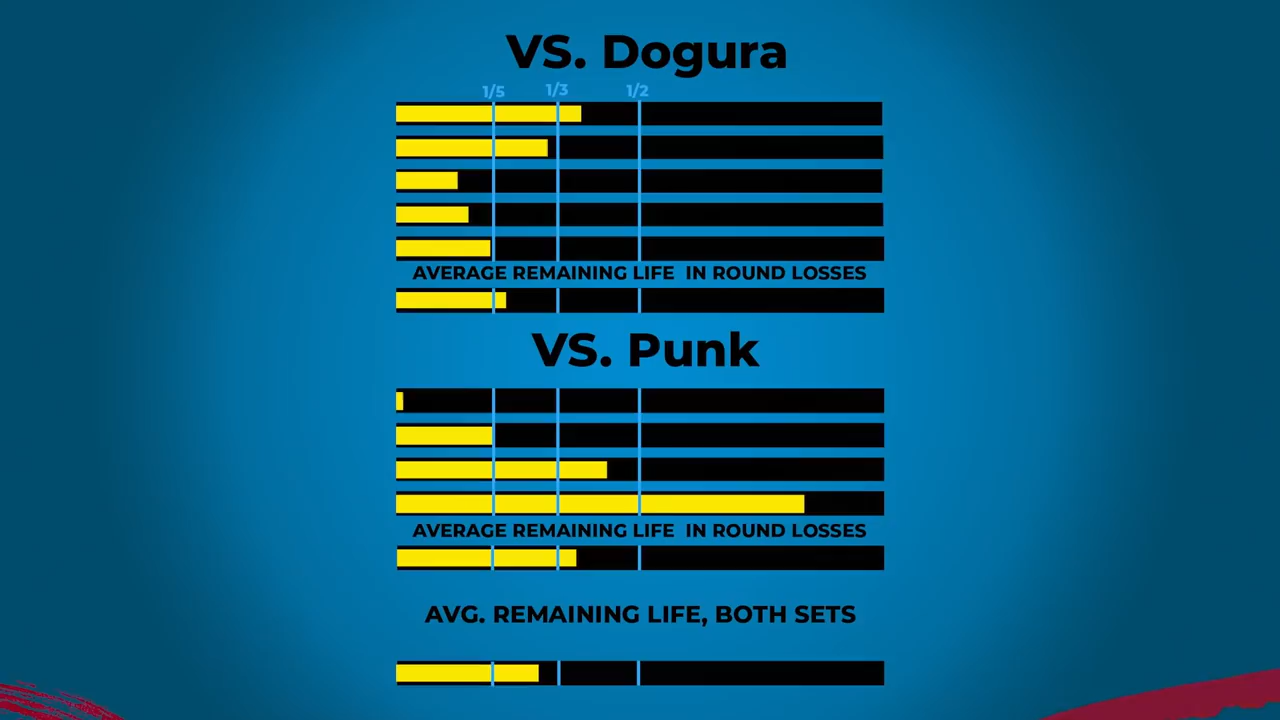 VS. Dogura
1/5 1/3 1/2
AVERAGE REMAINING LIFE IN ROUND LOSSES
VS. Punk
AVERAGE REMAINING LIFE IN ROUND LOSSES
AVG. REMAINING LIFE, BOTH SETS